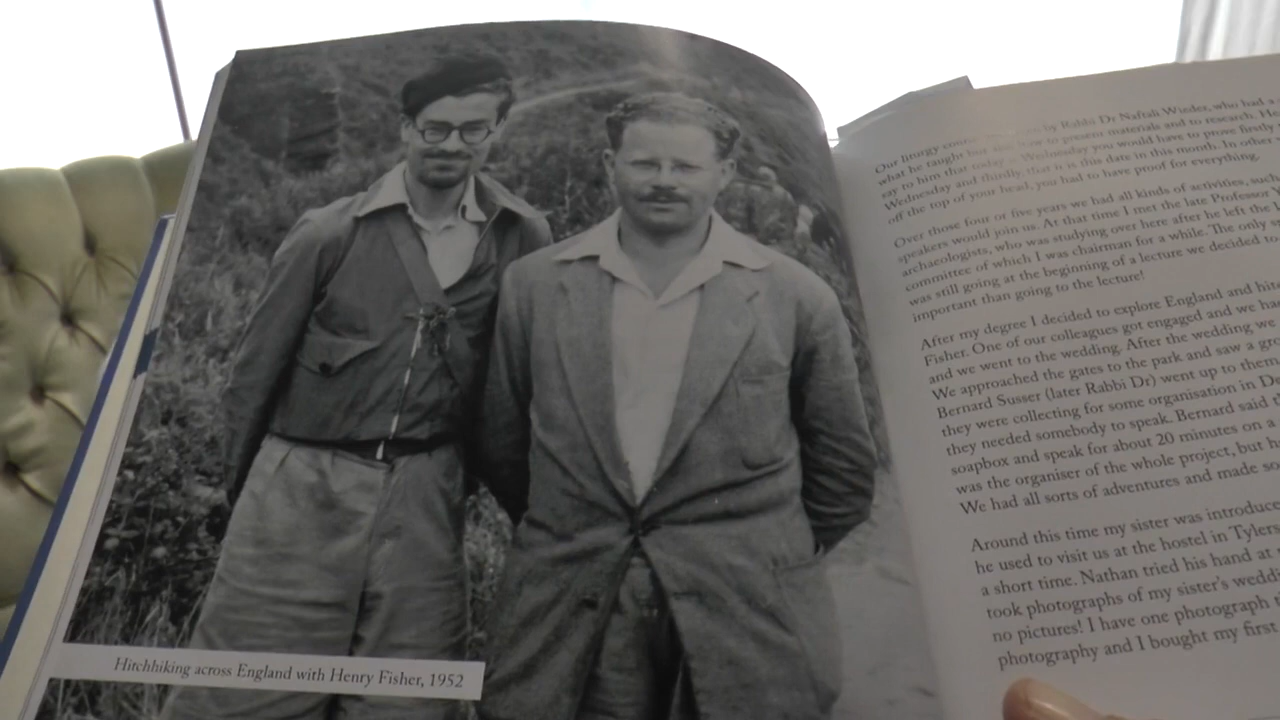 Hitchhiking across England with Henry Fisher, 1952
Our liturgy by Rabbi Dr Naftali Wieder, who had a
what he taught but to present materials and to research. He
say to him that today is Wednesday you would have to prove firstly
Wednesday and thirdly, that is this date in this month. In other
off the top of your head, you had to have proof for everything.
Over those four or five years we had all kinds of activities, such
speakers would join us. At that time I met the late Professor
archaeologists, who was studying over here after he left the
committee of which I was chairman for a while. The only
was still going at the beginning of a lecture we decided to
important than going to the lecture!
After my degree I decided to explore England and
Fisher. One of our colleagues got engaged and we
and we went to the wedding. After the wedding we
We approached the gates to the park and saw a
Bernard Susser (later Rabbi Dr) went up to them
they were collecting for some organisation in
they needed somebody to speak. Bernard said
soapbox and speak for about 20 minutes on a
was the organiser of the whole project, but
We had all sorts of adventures and made
Around this time my sister was
he used to visit us at the hostel in
a short time. Nathan tried his hand at
took photographs of my sister's
no pictures! I have one photograph
photography and I bought my first